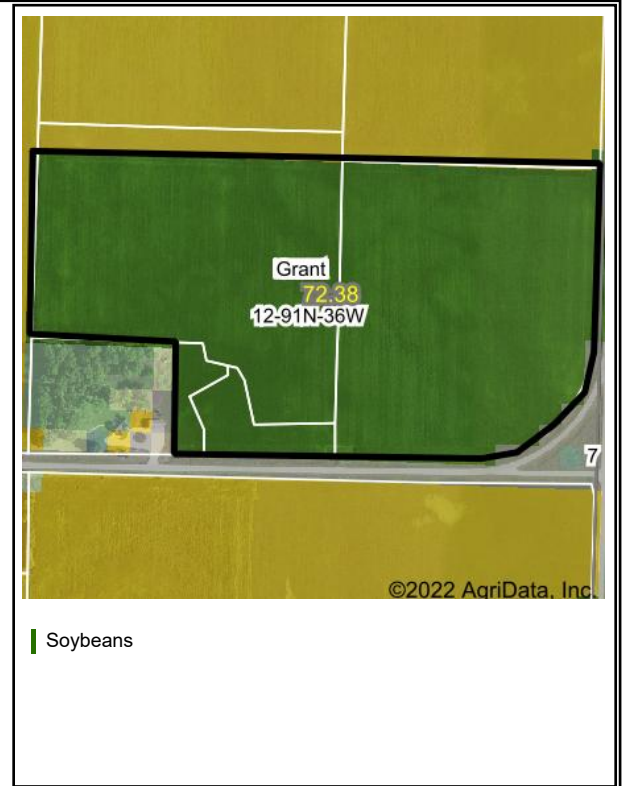 Grant
72.38
12-91N-36W
7
©2022 AgriData, Inc.
Soybeans